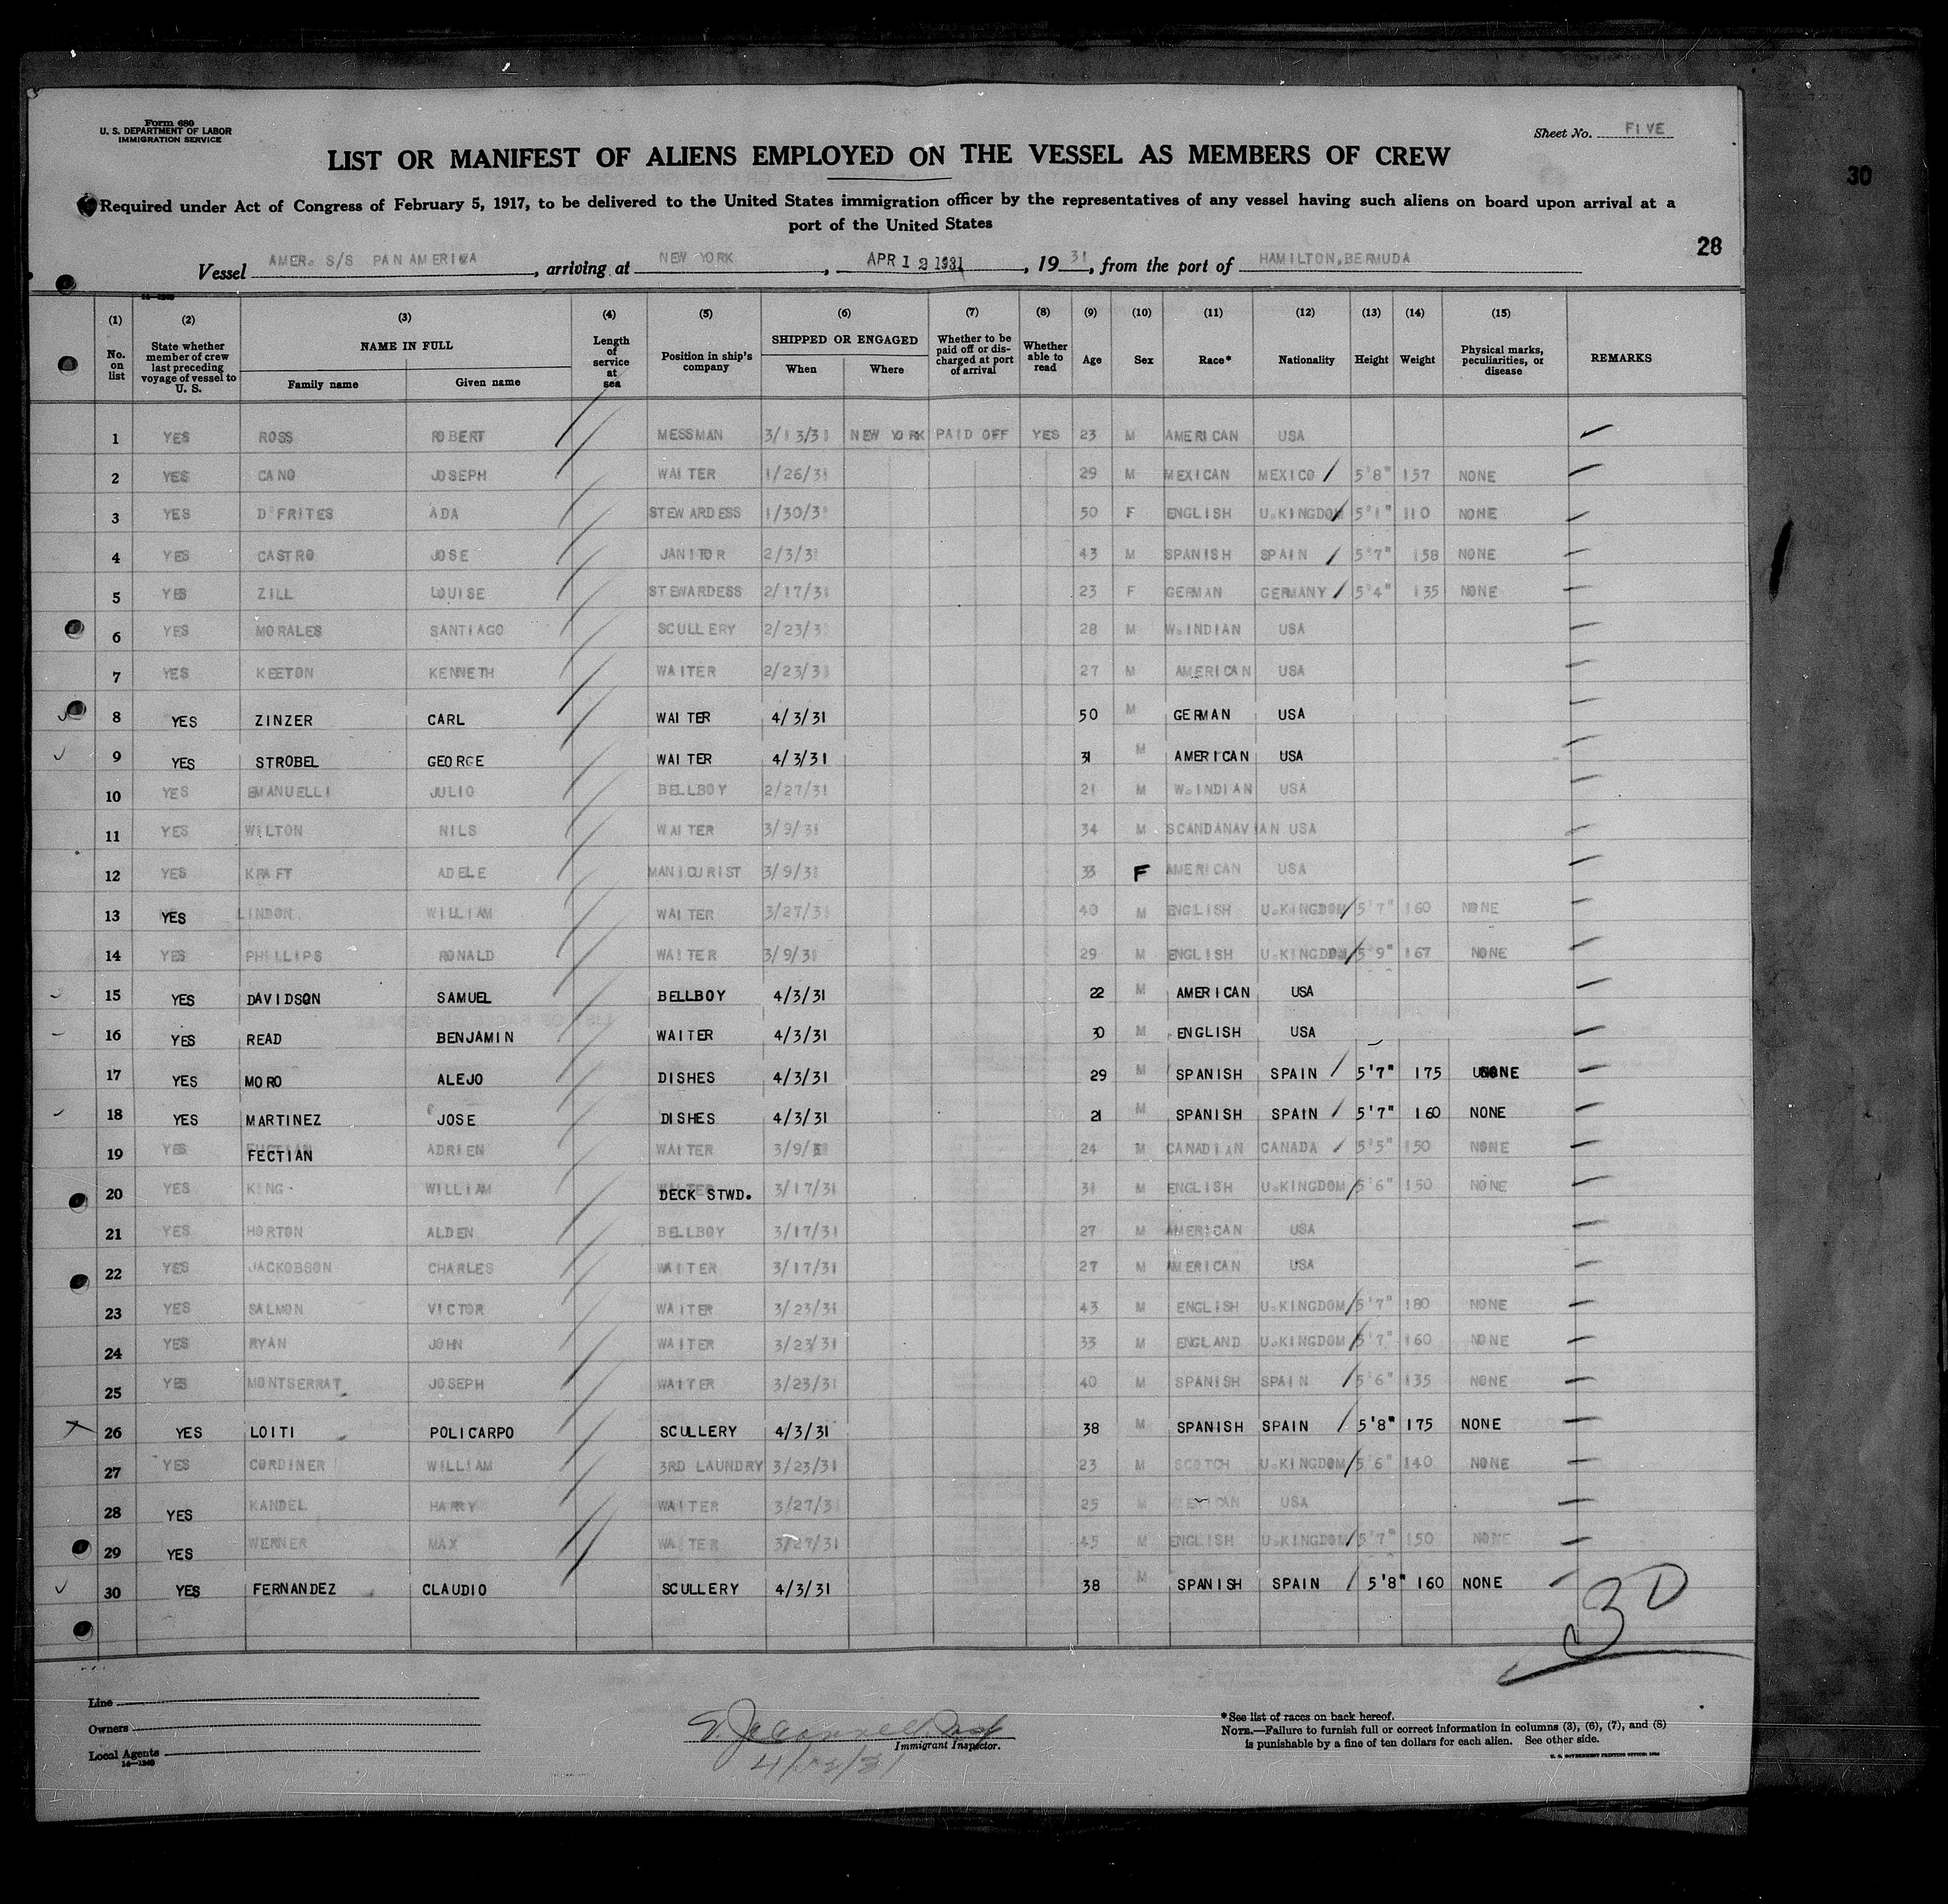 Form 680
U. S. DEPARTMENT OF LABOR
IMMIGRATION SERVICE
Sheet No. FIVE
LIST OR MANIFEST OF ALIENS EMPLOYED ON THE VESSEL AS MEMBERS OF CREW
30
Required under Act of Congress of February 5, 1917, to be delivered to the United States immigration officer by the representatives of any vessel having such aliens on board upon arrival at a
port of the United States
28
Vessel AMER. S/S PAN AMERICA, arriving at NEW YORK, APR 12 1931, 1931, from the port of HAMILTON, BERMUDA
(1) No. on list (2) State whether member of crew last preceding voyage of vessel to U. S. (3) NAME IN FULL Family name Given name (4) Length of service at sea (5) Position in ship's company (6) SHIPPED OR ENGAGED When Where (7) Whether to be paid off or discharged at port of arrival (8) Whether able to read (9) Age (10) Sex (11) Race* (12) Nationality (13) Height (14) Weight (15) Physical marks, peculiarities, or disease REMARKS
1 YES ROSS ROBERT MESSMAN 3/13/31 NEW YORK PAID OFF YES 23 M AMERICAN USA
2 YES CANO JOSEPH WAITER 1/26/31 29 M MEXICAN MEXICO 5'8" 157 NONE
3 YES D'FRITES ADA STEWARDESS 1/30/31 50 F ENGLISH U.KINGDOM 5'1" 110 NONE
4 YES CASTRO JOSE JANITOR 2/3/31 43 M SPANISH SPAIN 5'7" 158 NONE
5 YES ZILL LOUISE STEWARDESS 2/17/31 23 F GERMAN GERMANY 5'4" 135 NONE
6 YES MORALES SANTIAGO SCULLERY 2/23/31 28 M W.INDIAN USA
7 YES KEETON KENNETH WAITER 2/23/31 27 M AMERICAN USA
8 YES ZINZER CARL WAITER 4/3/31 50 M GERMAN USA
9 YES STROBEL GEORGE WAITER 4/3/31 31 M AMERICAN USA
10 YES EMANUELLI JULIO BELLBOY 2/27/31 21 M W.INDIAN USA
11 YES WILTON NILS WAITER 3/9/31 34 M SCANDANAVIAN USA
12 YES KRAFT ADELE MANICURIST 3/9/31 33 F AMERICAN USA
13 YES LINDON WILLIAM WAITER 3/27/31 40 M ENGLISH U.KINGDOM 5'7" 160 NONE
14 YES PHILLIPS RONALD WAITER 3/9/31 29 M ENGLISH U.KINGDOM 5'9" 167 NONE
15 YES DAVIDSON SAMUEL BELLBOY 4/3/31 22 M AMERICAN USA
16 YES READ BENJAMIN WAITER 4/3/31 30 M ENGLISH USA
17 YES MORO ALEJO DISHES 4/3/31 29 M SPANISH SPAIN 5'7" 175 NONE
18 YES MARTINEZ JOSE DISHES 4/3/31 21 M SPANISH SPAIN 5'7" 160 NONE
19 YES FECTIAN ADRIEN WAITER 3/9/31 24 M CANADIAN CANADA 5'5" 150 NONE
20 YES KING WILLIAM DECK STWD. 3/17/31 31 M ENGLISH U.KINGDOM 5'6" 150 NONE
21 YES HORTON ALDEN BELLBOY 3/17/31 27 M AMERICAN USA
22 YES JACKOBSON CHARLES WAITER 3/17/31 27 M AMERICAN USA
23 YES SALMON VICTOR WAITER 3/23/31 43 M ENGLISH U.KINGDOM 5'7" 180 NONE
24 YES RYAN JOHN WAITER 3/23/31 33 M ENGLAND U.KINGDOM 5'7" 160 NONE
25 YES MONTSERRAT JOSEPH WAITER 3/23/31 40 M SPANISH SPAIN 5'6" 135 NONE
26 YES LOITI POLICARPO SCULLERY 4/3/31 38 M SPANISH SPAIN 5'8" 175 NONE
27 YES CORDINER WILLIAM 3RD LAUNDRY 3/23/31 23 M SCOTCH U.KINGDOM 5'6" 140 NONE
28 YES KANDEL HARRY WAITER 3/27/31 25 M AMERICAN USA
29 YES WERNER MAX WAITER 3/27/31 45 M ENGLISH U.KINGDOM 5'7" 150 NONE
30 YES FERNANDEZ CLAUDIO SCULLERY 4/3/31 38 M SPANISH SPAIN 5'8" 160 NONE
30
Line
Owners
Local Agents
14—1240
Immigrant Inspector.
4/12/31
*See list of races on back hereof.
NOTE.—Failure to furnish full or correct information in columns (3), (6), (7), and (8)
is punishable by a fine of ten dollars for each alien. See other side.